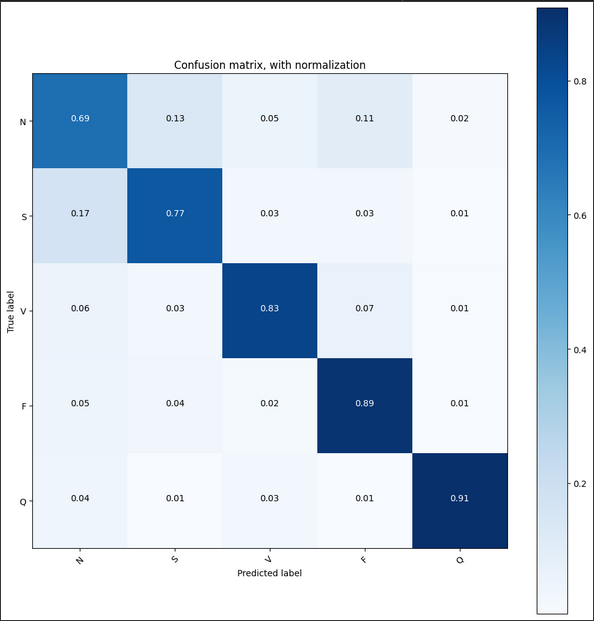 Confusion matrix, with normalization
N 0.69 0.13 0.05 0.11 0.02
S 0.17 0.77 0.03 0.03 0.01
V 0.06 0.03 0.83 0.07 0.01
F 0.05 0.04 0.02 0.89 0.01
Q 0.04 0.01 0.03 0.01 0.91
N S V F Q
True label
Predicted label
0.8
0.6
0.4
0.2